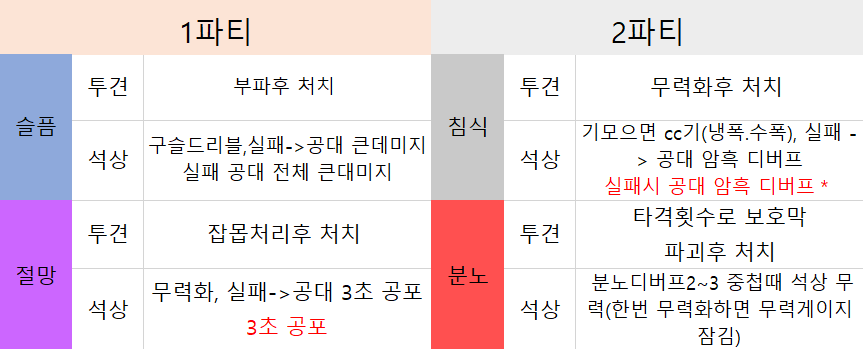 1파티
2파티
슬픔
투견
부파후 처치
석상
구슬드리블,실패->공대 큰데미지
실패 공대 전체 큰대미지
절망
투견
잡몹처리후 처치
석상
무력화, 실패->공대 3초 공포
3초 공포
침식
투견
무력화후 처치
석상
기모으면 cc기(냉폭.수폭), 실패 -
> 공대 암흑 디버프
실패시 공대 암흑 디버프 *
분노
투견
타격횟수로 보호막
파괴후 처치
석상
분노디버프2~3 중첩때 석상 무
력(한번 무력화하면 무력게이지
잠김)